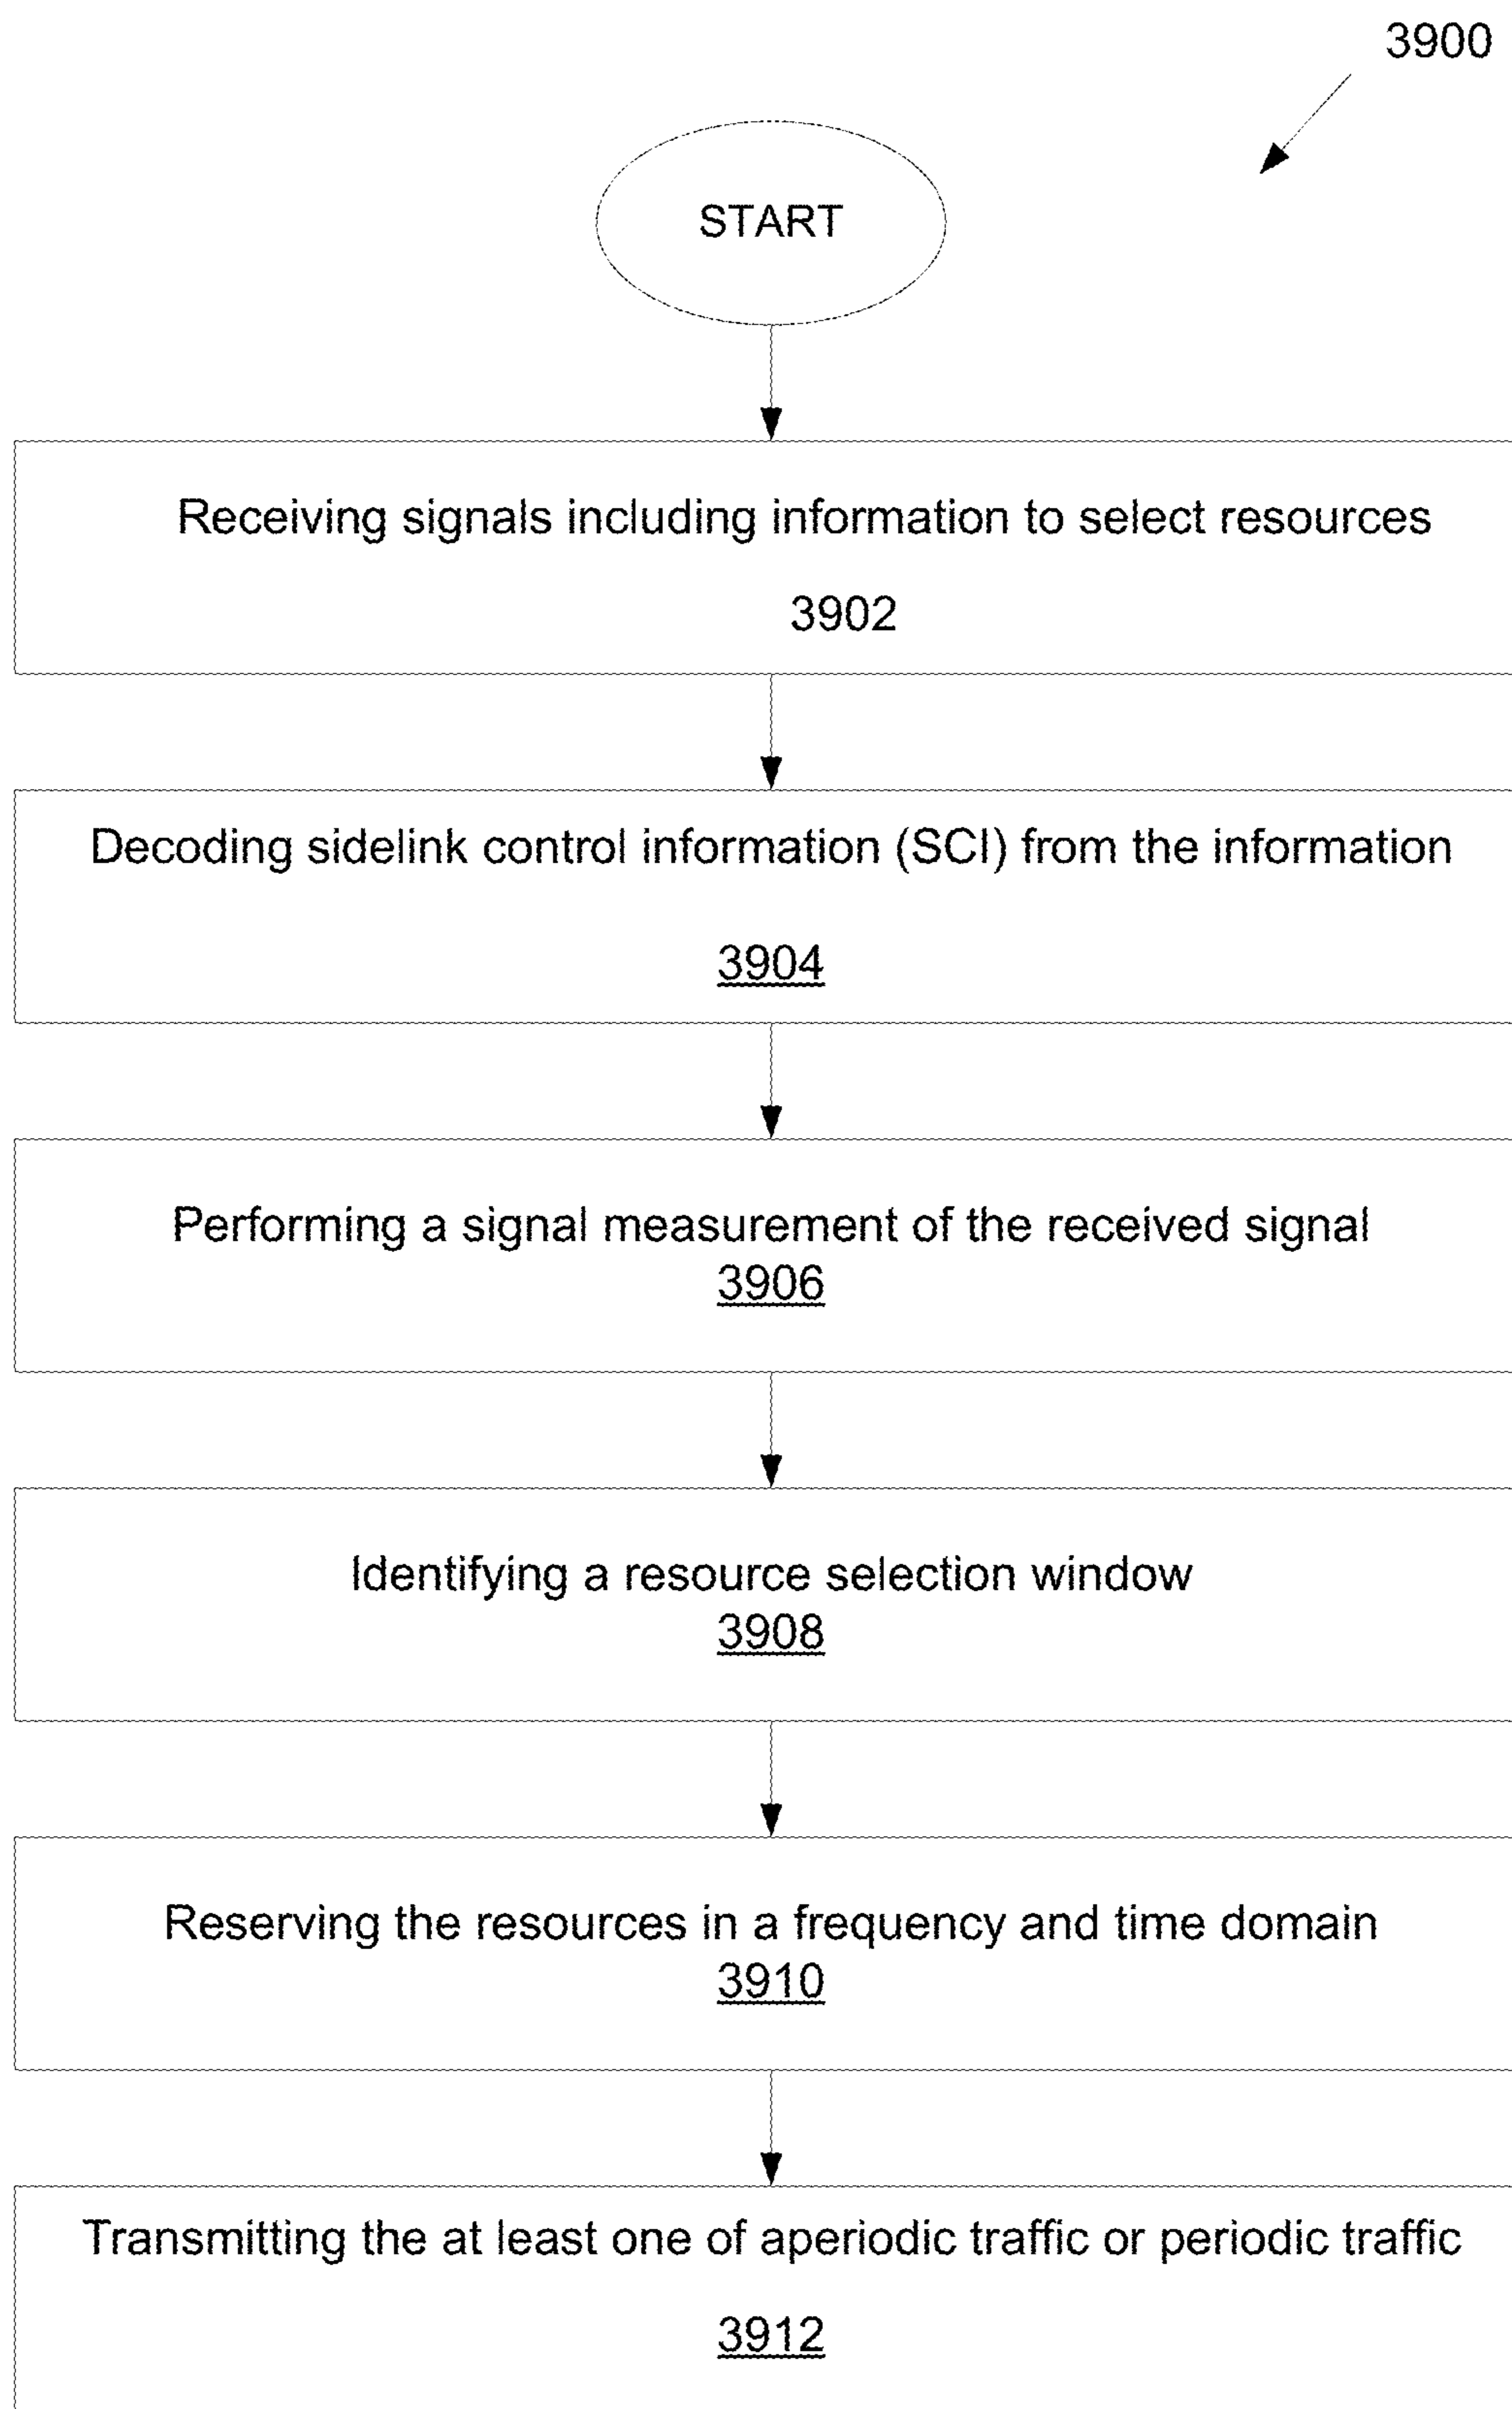 3900
START
Receiving signals including information to select resources
3902
Decoding sidelink control information (SCI) from the information
3904
Performing a signal measurement of the received signal
3906
Identifying a resource selection window
3908
Reserving the resources in a frequency and time domain
3910
Transmitting the at least one of aperiodic traffic or periodic traffic
3912